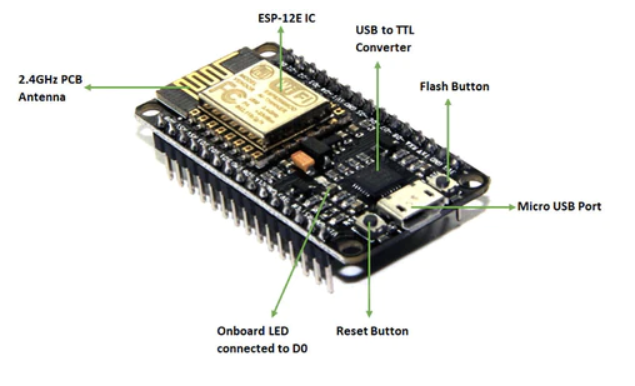 ESP-12E IC
USB to TTL
Converter
2.4GHz PCB
Antenna
Flash Button
Micro USB Port
Onboard LED
connected to D0
Reset Button